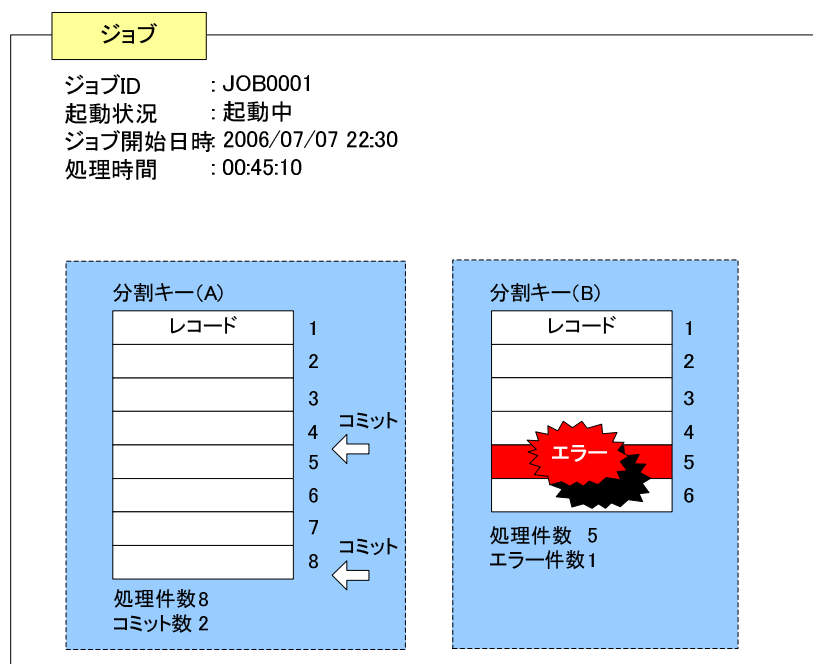 ジョブ
ジョブID : JOB0001
起動状況 : 起動中
ジョブ開始日時: 2006/07/07 22:30
処理時間 : 00:45:10
分割キー(A)
レコード 1
2
3
4
コミット
5
6
7
8
コミット
処理件数8
コミット数 2
分割キー(B)
レコード 1
2
3
4
エラー 5
6
処理件数 5
エラー件数1